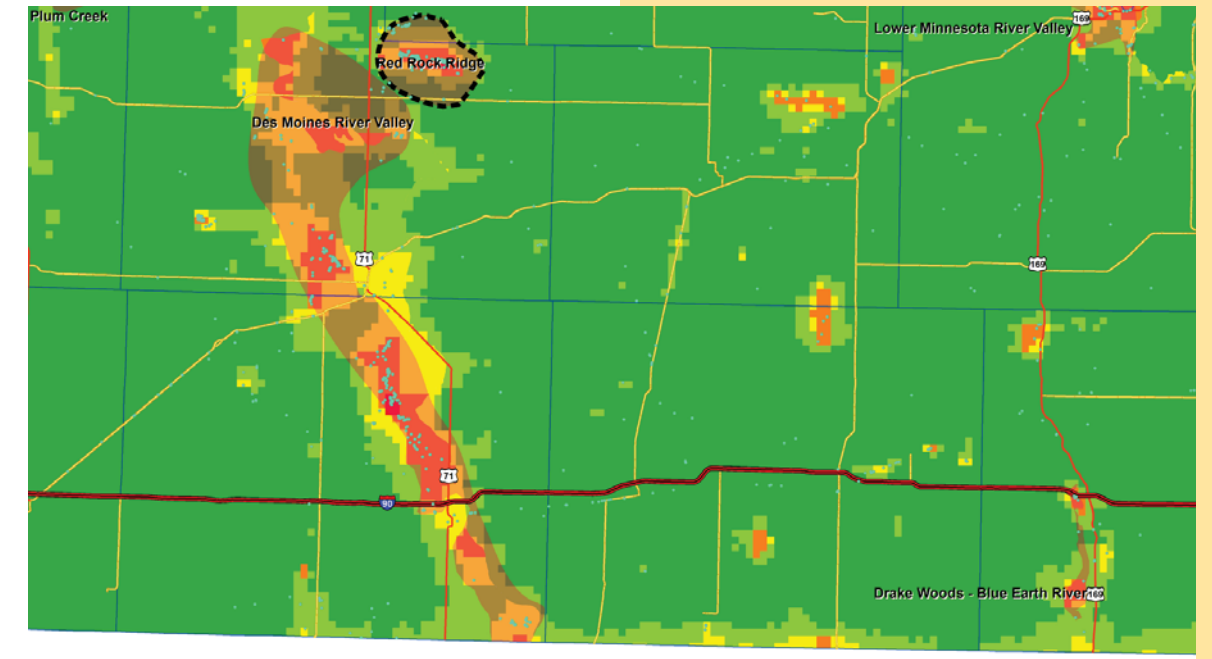 Plum Creek
169
Lower Minnesota River Valley
Red Rock Ridge
Des Moines River Valley
71
169
71
90
Drake Woods - Blue Earth River
169